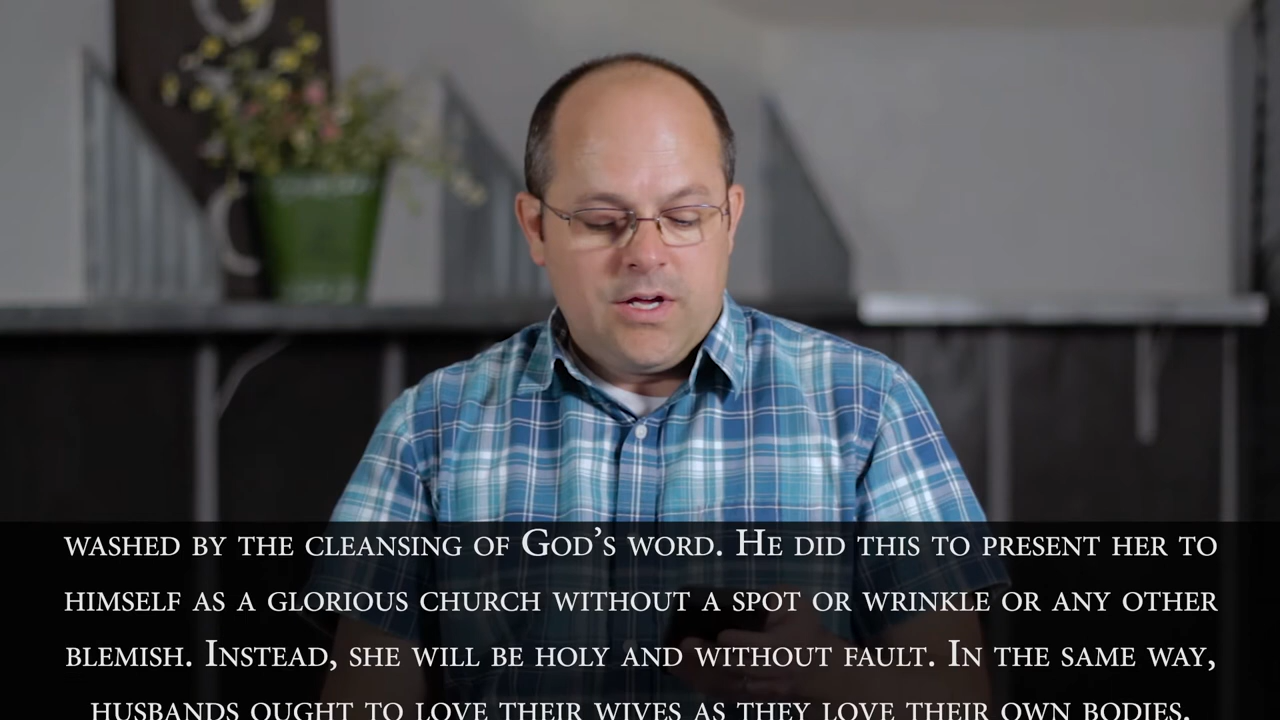 WASHED BY THE CLEANSING OF GOD'S WORD. HE DID THIS TO PRESENT HER TO
HIMSELF AS A GLORIOUS CHURCH WITHOUT A SPOT OR WRINKLE OR ANY OTHER
BLEMISH. INSTEAD, SHE WILL BE HOLY AND WITHOUT FAULT. IN THE SAME WAY,
HUSBANDS OUGHT TO LOVE THEIR WIVES AS THEY LOVE THEIR OWN BODIES.